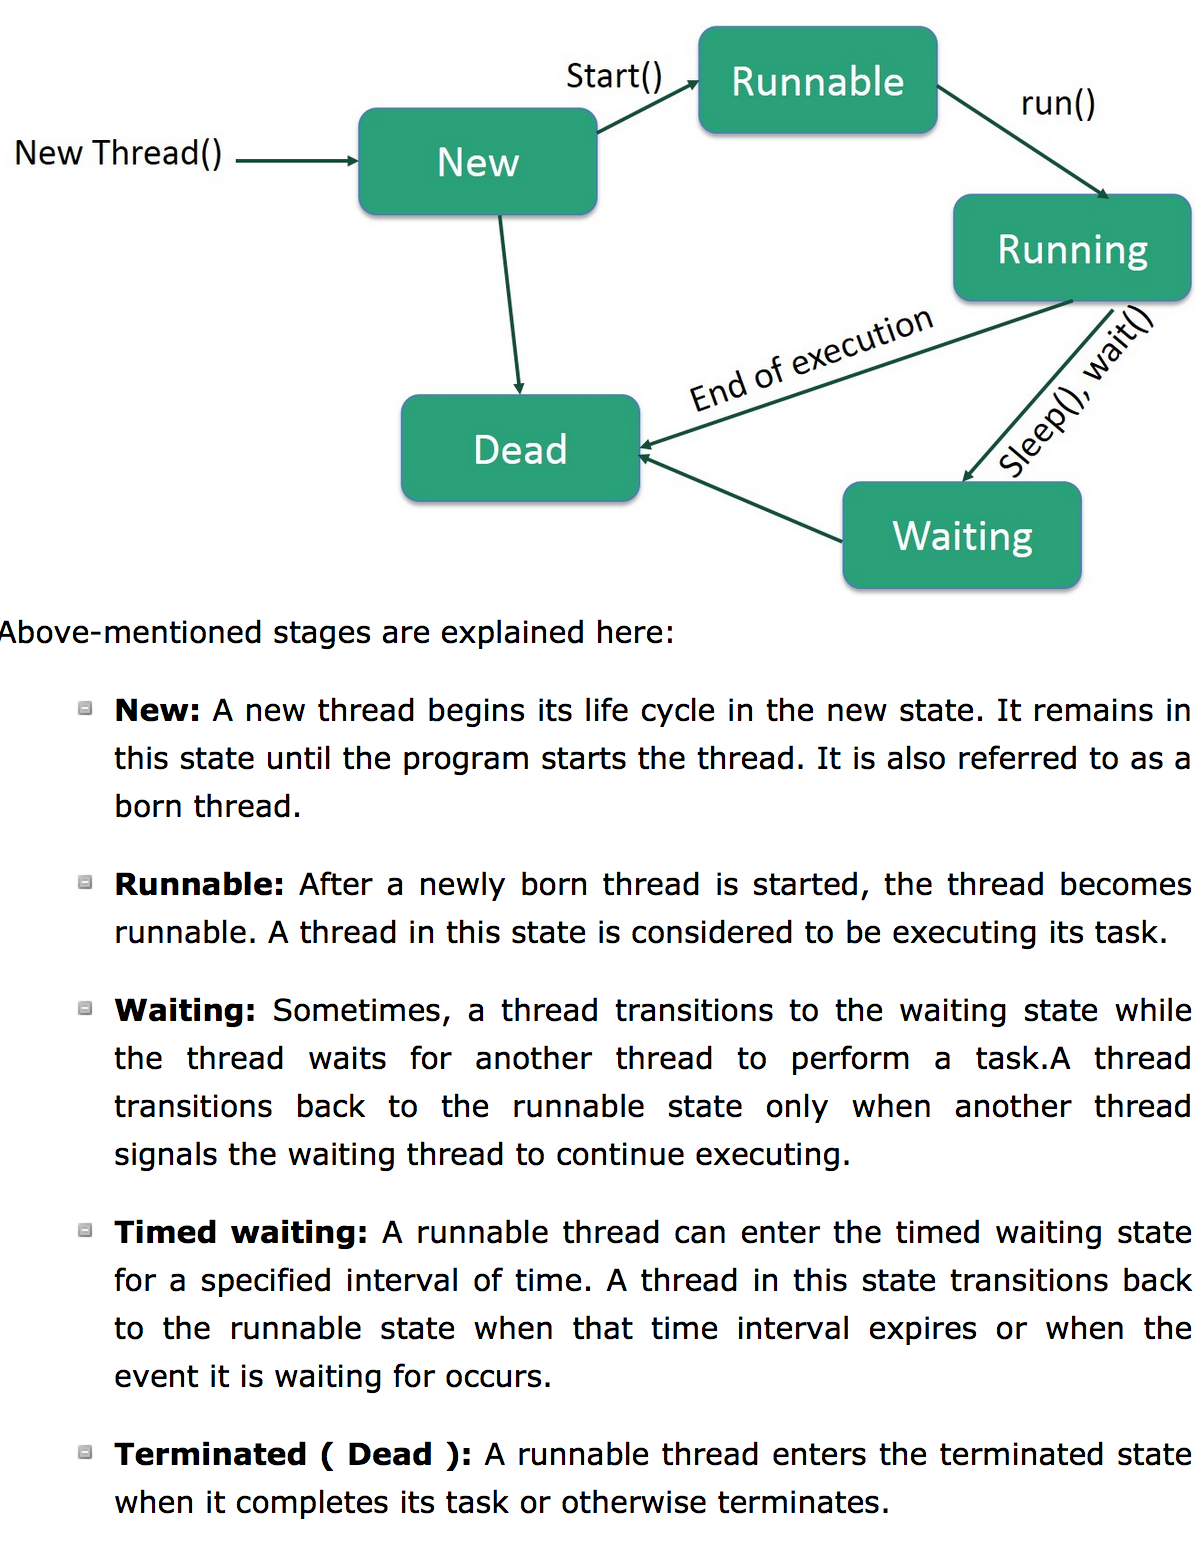 Start()
Runnable
run()
New Thread()
New
Running
End of execution
Sleep(), wait()
Dead
Waiting
Above-mentioned stages are explained here:
New: A new thread begins its life cycle in the new state. It remains in
this state until the program starts the thread. It is also referred to as a
born thread.
Runnable: After a newly born thread is started, the thread becomes
runnable. A thread in this state is considered to be executing its task.
Waiting: Sometimes, a thread transitions to the waiting state while
the thread waits for another thread to perform a task.A thread
transitions back to the runnable state only when another thread
signals the waiting thread to continue executing.
Timed waiting: A runnable thread can enter the timed waiting state
for a specified interval of time. A thread in this state transitions back
to the runnable state when that time interval expires or when the
event it is waiting for occurs.
Terminated ( Dead ): A runnable thread enters the terminated state
when it completes its task or otherwise terminates.